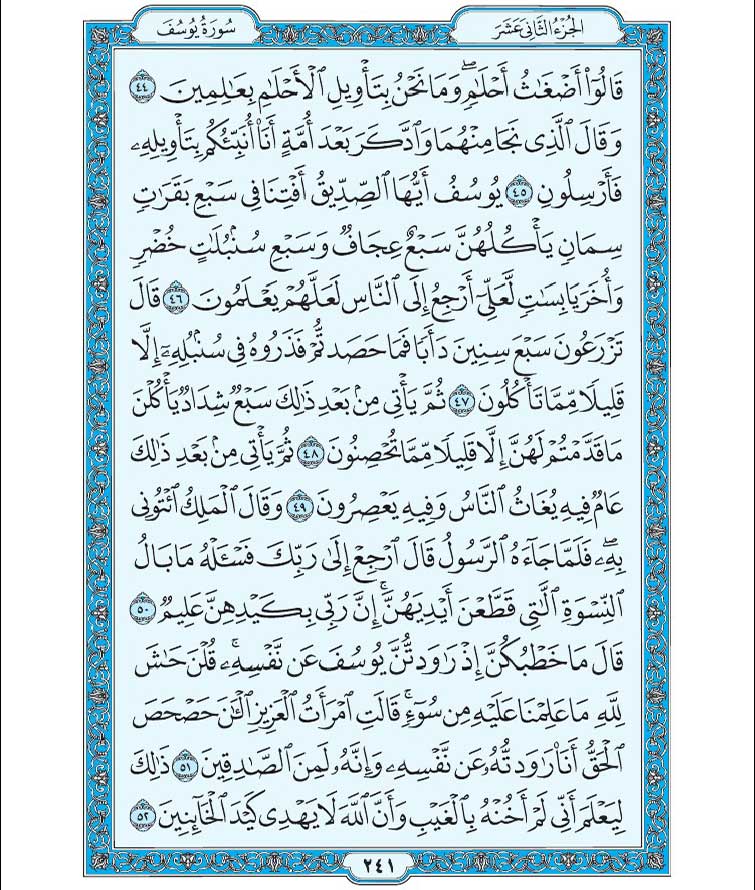 الجزء الثاني عشر
سورة يوسف
قَالُوٓا۟ أَضْغَٰثُ أَحْلَٰمٍۢ ۖ وَمَا نَحْنُ بِتَأْوِيلِ ٱلْأَحْلَٰمِ بِعَٰلِمِينَ ٤٤
وَقَالَ ٱلَّذِى نَجَا مِنْهُمَا وَٱدَّكَرَ بَعْدَ أُمَّةٍ أَنَا۠ أُنَبِّئُكُم بِتَأْوِيلِهِۦ
فَأَرْسِلُونِ ٤٥ يُوسُفُ أَيُّهَا ٱلصِّدِّيقُ أَفْتِنَا فِى سَبْعِ بَقَرَٰتٍۢ
سِمَانٍۢ يَأْكُلُهُنَّ سَبْعٌ عِجَافٌۭ وَسَبْعِ سُنۢبُلَٰتٍ خُضْرٍۢ
وَأُخَرَ يَابِسَٰتٍۢ لَّعَلِّىٓ أَرْجِعُ إِلَى ٱلنَّاسِ لَعَلَّهُمْ يَعْلَمُونَ ٤٦ قَالَ
تَزْرَعُونَ سَبْعَ سِنِينَ دَأَبًۭا فَمَا حَصَدتُّمْ فَذَرُوهُ فِى سُنۢبُلِهِۦٓ إِلَّا
قَلِيلًۭا مِّمَّا تَأْكُلُونَ ٤٧ ثُمَّ يَأْتِى مِنۢ بَعْدِ ذَٰلِكَ سَبْعٌۭ شِدَادٌۭ يَأْكُلْنَ
مَا قَدَّمْتُمْ لَهُنَّ إِلَّا قَلِيلًۭا مِّمَّا تُحْصِنُونَ ٤٨ ثُمَّ يَأْتِى مِنۢ بَعْدِ ذَٰلِكَ
عَامٌۭ فِيهِ يُغَاثُ ٱلنَّاسُ وَفِيهِ يَعْصِرُونَ ٤٩ وَقَالَ ٱلْمَلِكُ ٱئْتُونِى
بِهِۦ ۖ فَلَمَّا جَآءَهُ ٱلرَّسُولُ قَالَ ٱرْجِعْ إِلَىٰ رَبِّكَ فَسْـَٔلْهُ مَا بَالُ
ٱلنِّسْوَةِ ٱلَّٰتِى قَطَّعْنَ أَيْدِيَهُنَّ ۚ إِنَّ رَبِّى بِكَيْدِهِنَّ عَلِيمٌۭ ٥٠
قَالَ مَا خَطْبُكُنَّ إِذْ رَٰوَدتُّنَّ يُوسُفَ عَن نَّفْسِهِۦ ۚ قُلْنَ حَٰشَ
لِلَّهِ مَا عَلِمْنَا عَلَيْهِ مِن سُوٓءٍۢ ۚ قَالَتِ ٱمْرَأَتُ ٱلْعَزِيزِ ٱلْـَٰٔنَ حَصْحَصَ
ٱلْحَقُّ أَنَا۠ رَٰوَدتُّهُۥ عَن نَّفْسِهِۦ وَإِنَّهُۥ لَمِنَ ٱلصَّٰدِقِينَ ٥١ ذَٰلِكَ
لِيَعْلَمَ أَنِّى لَمْ أَخُنْهُ بِٱلْغَيْبِ وَأَنَّ ٱللَّهَ لَا يَهْدِى كَيْدَ ٱلْخَآئِنِينَ ٥٢
٢٤١